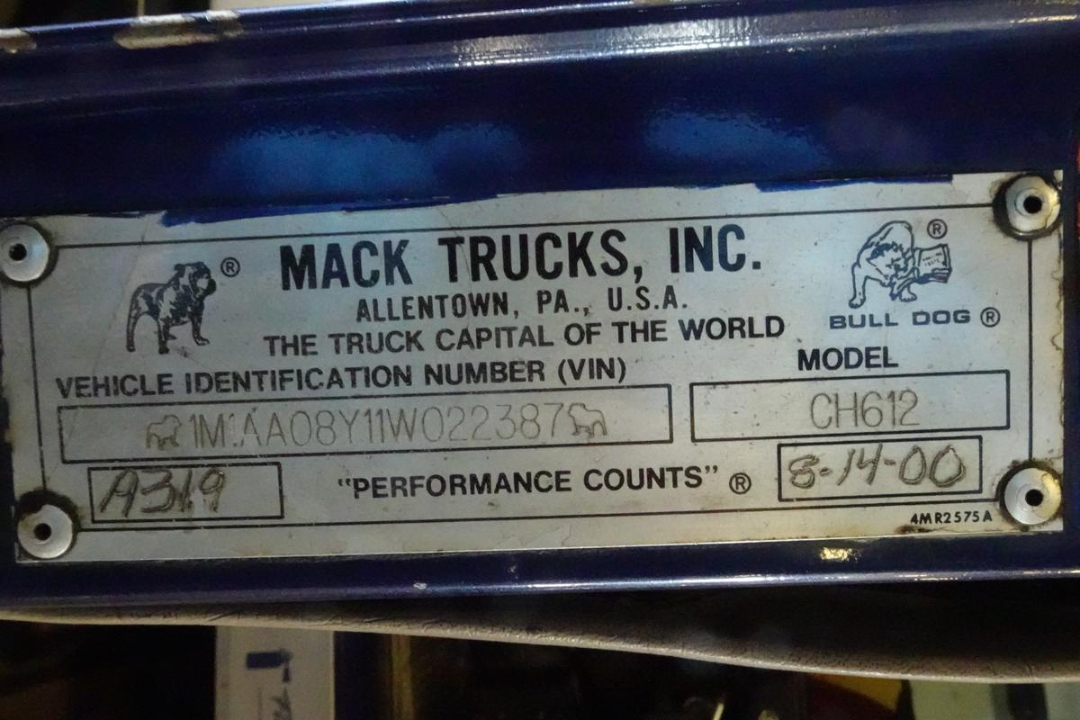 ® MACK TRUCKS, INC. ®
ALLENTOWN, PA., U.S.A.
BULL DOG ®
THE TRUCK CAPITAL OF THE WORLD
VEHICLE IDENTIFICATION NUMBER (VIN)
MODEL
1M1AA08Y11W022387
CH612
A319
"PERFORMANCE COUNTS" ®
8-14-00
4MR2575A